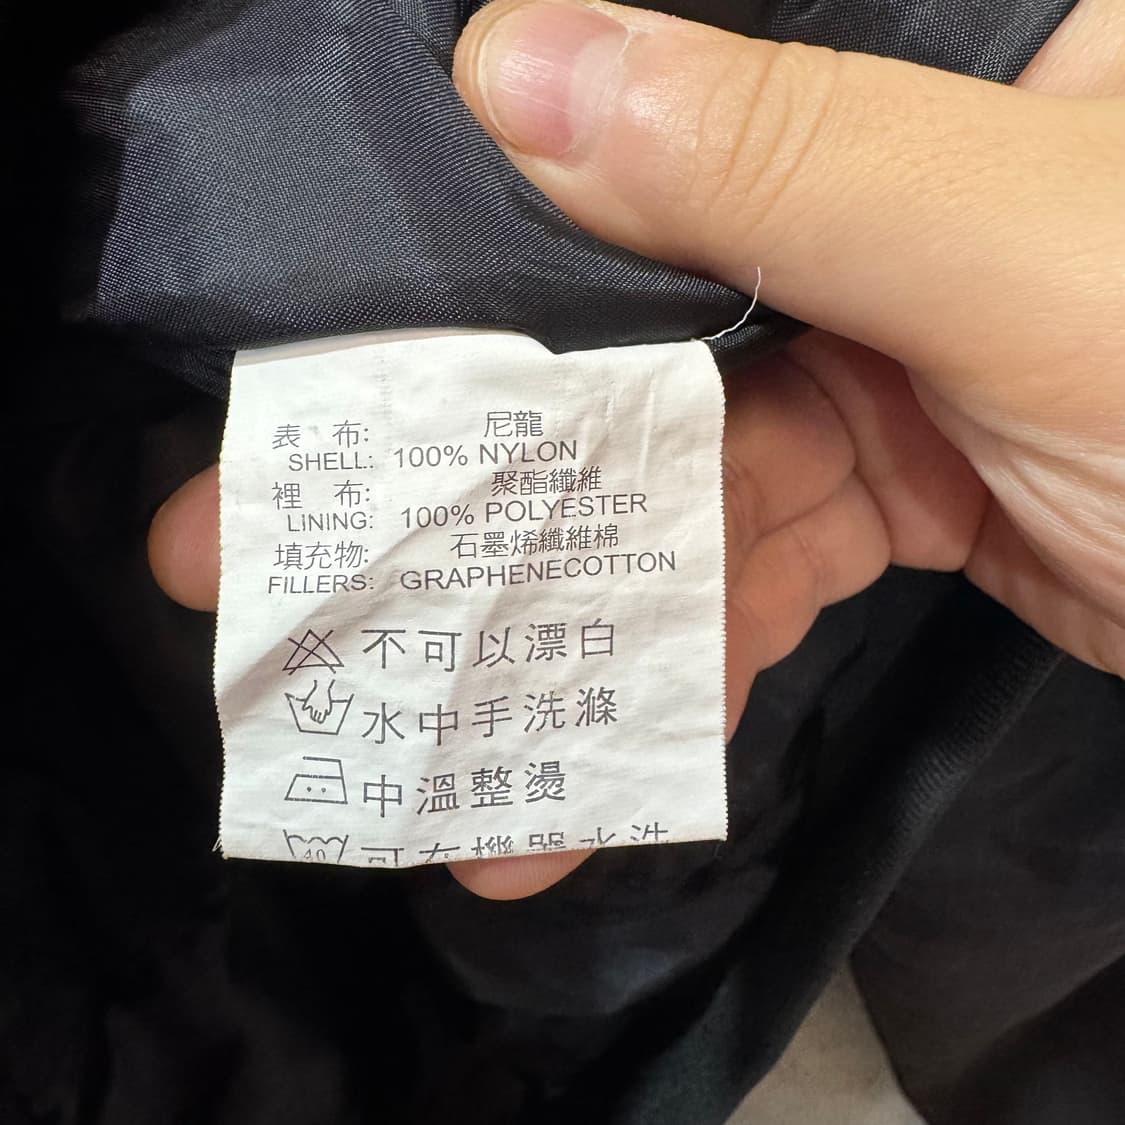 尼龍
表 布:
SHELL: 100% NYLON
聚酯纖維
裡 布:
LINING: 100% POLYESTER
石墨烯纖維棉
填充物:
FILLERS: GRAPHENECOTTON
不可以漂白
水中手洗滌
中溫整燙
40